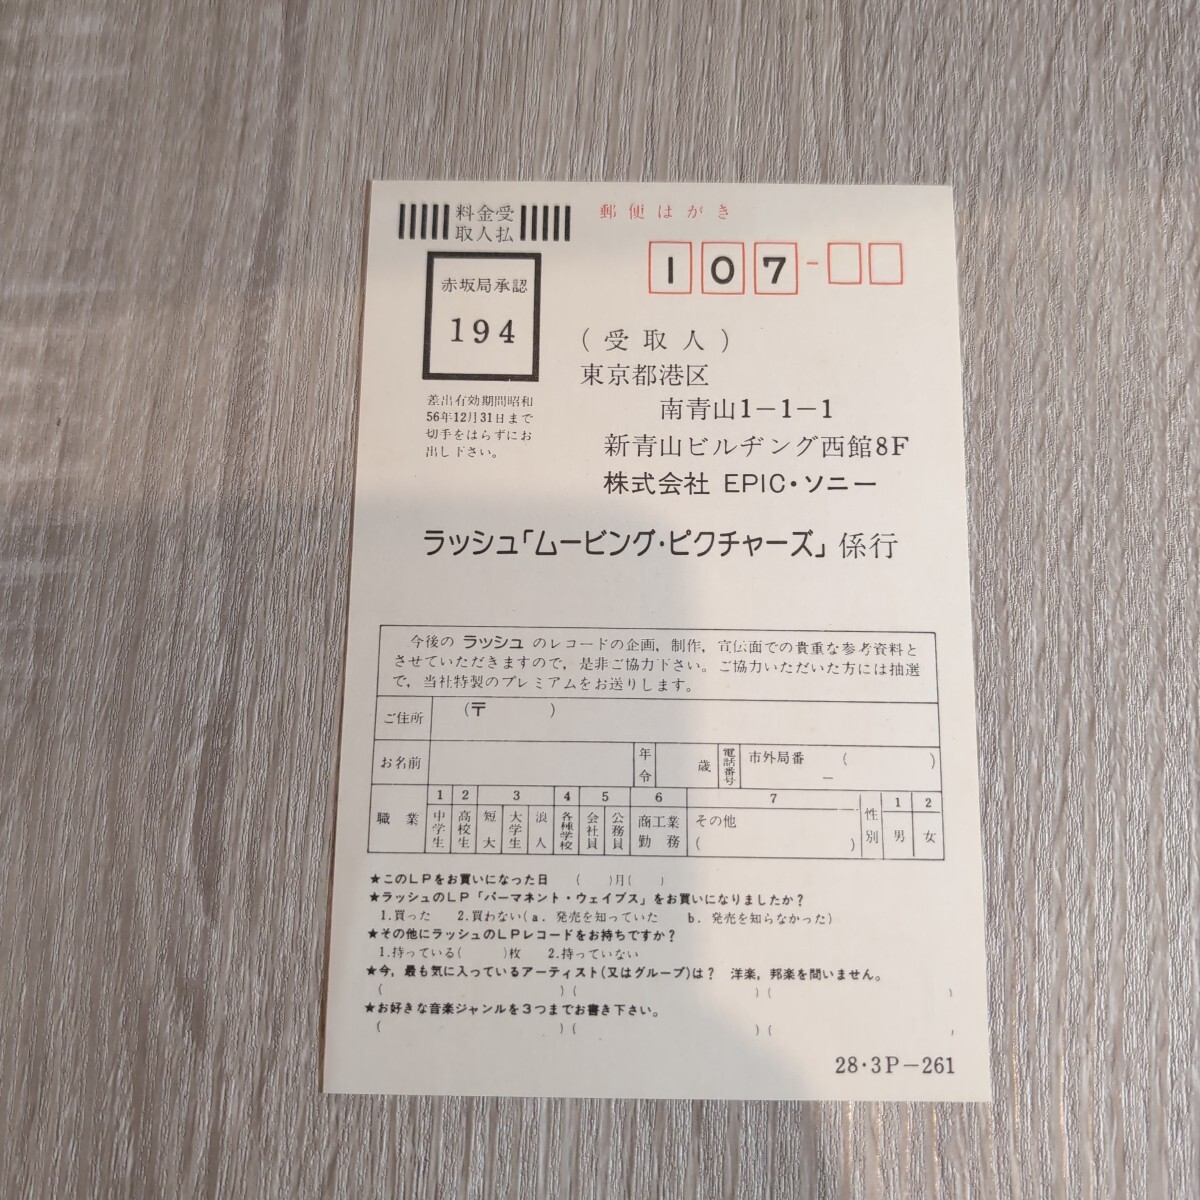 料金受
取人払
郵便はがき
赤坂局承認
194
差出有効期間昭和
56年12月31日まで
切手をはらずにお
出し下さい。
107-
(受取人)
東京都港区
南青山1-1-1
新青山ビルヂング西館8F
株式会社 EPIC・ソニー
ラッシュ「ムービング・ピクチャーズ」係行
今後の ラッシュ のレコードの企画, 制作, 宣伝面での貴重な参考資料と
させていただきますので, 是非ご協力下さい。ご協力いただいた方には抽選
で, 当社特製のプレミアムをお送りします。
ご住所 (〒 )
お名前 年令 歳 電話番号 市外局番 ( ) −
職業
1 中学生
2 高校生
3 短大 大学生 浪人
4 各種学校
5 会社員 公務員
6 商工業勤務
7 その他 ( )
性別
1 男
2 女
★このLPをお買いになった日 ( )月( )
★ラッシュのLP「パーマネント・ウェイブス」をお買いになりましたか?
1.買った 2.買わない(a. 発売を知っていた b. 発売を知らなかった)
★その他にラッシュのLPレコードをお持ちですか?
1.持っている( )枚 2.持っていない
★今, 最も気に入っているアーティスト(又はグループ)は? 洋楽, 邦楽を問いません。
( ) ( ) ( )
★お好きな音楽ジャンルを3つまでお書き下さい。
( ) ( ) ( )
28・3P-261